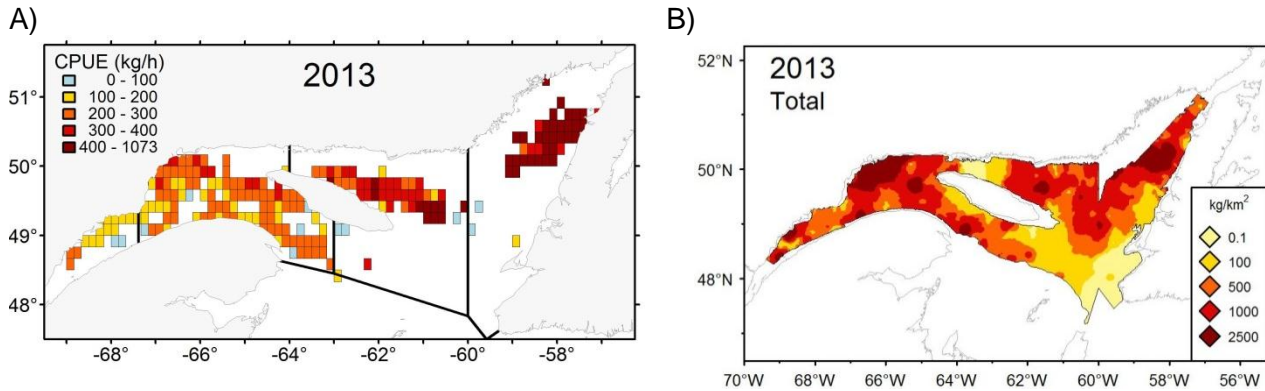 A)
CPUE (kg/h)
0 - 100
100 - 200
200 - 300
300 - 400
400 - 1073
2013
51°
50°
49°
48°
-68° -66° -64° -62° -60° -58°
B)
2013
Total
52°N
50°N
48°N
kg/km²
0.1
100
500
1000
2500
70°W 68°W 66°W 64°W 62°W 60°W 58°W 56°W